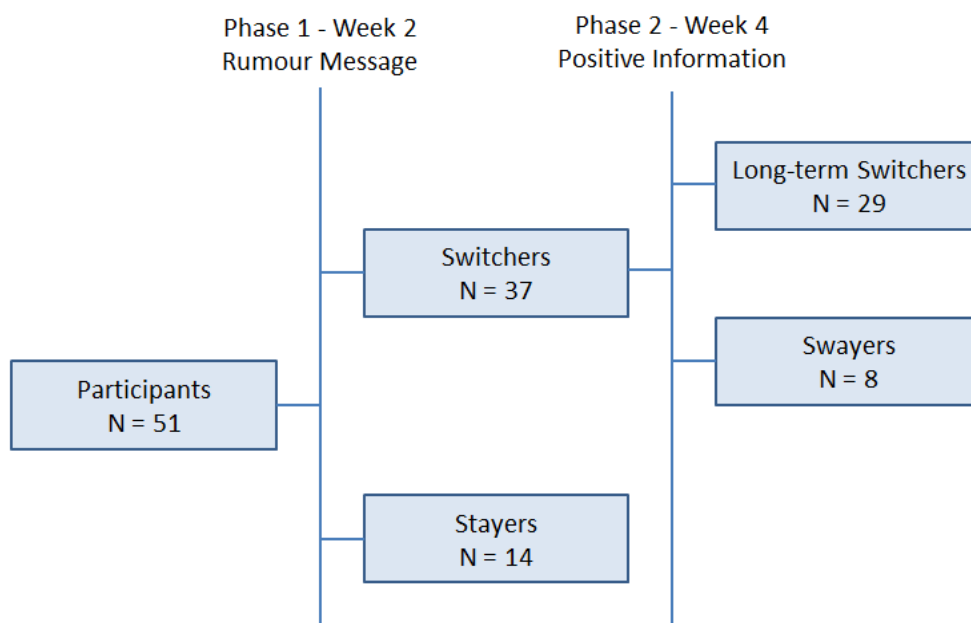 Phase 1 - Week 2
Rumour Message
Phase 2 - Week 4
Positive Information
Long-term Switchers
N = 29
Switchers
N = 37
Swayers
N = 8
Participants
N = 51
Stayers
N = 14